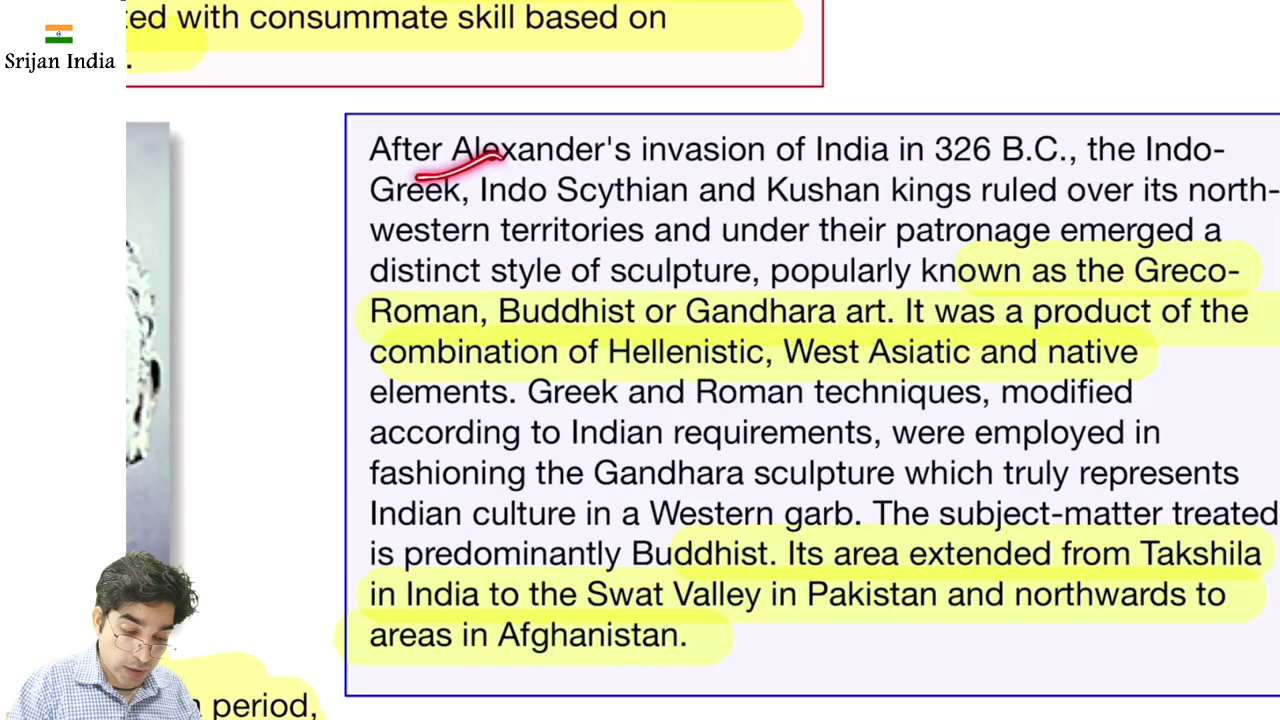 ted with consummate skill based on
Srijan India
.
After Alexander's invasion of India in 326 B.C., the Indo-
Greek, Indo Scythian and Kushan kings ruled over its north-
western territories and under their patronage emerged a
distinct style of sculpture, popularly known as the Greco-
Roman, Buddhist or Gandhara art. It was a product of the
combination of Hellenistic, West Asiatic and native
elements. Greek and Roman techniques, modified
according to Indian requirements, were employed in
fashioning the Gandhara sculpture which truly represents
Indian culture in a Western garb. The subject-matter treated
is predominantly Buddhist. Its area extended from Takshila
in India to the Swat Valley in Pakistan and northwards to
areas in Afghanistan.
period,